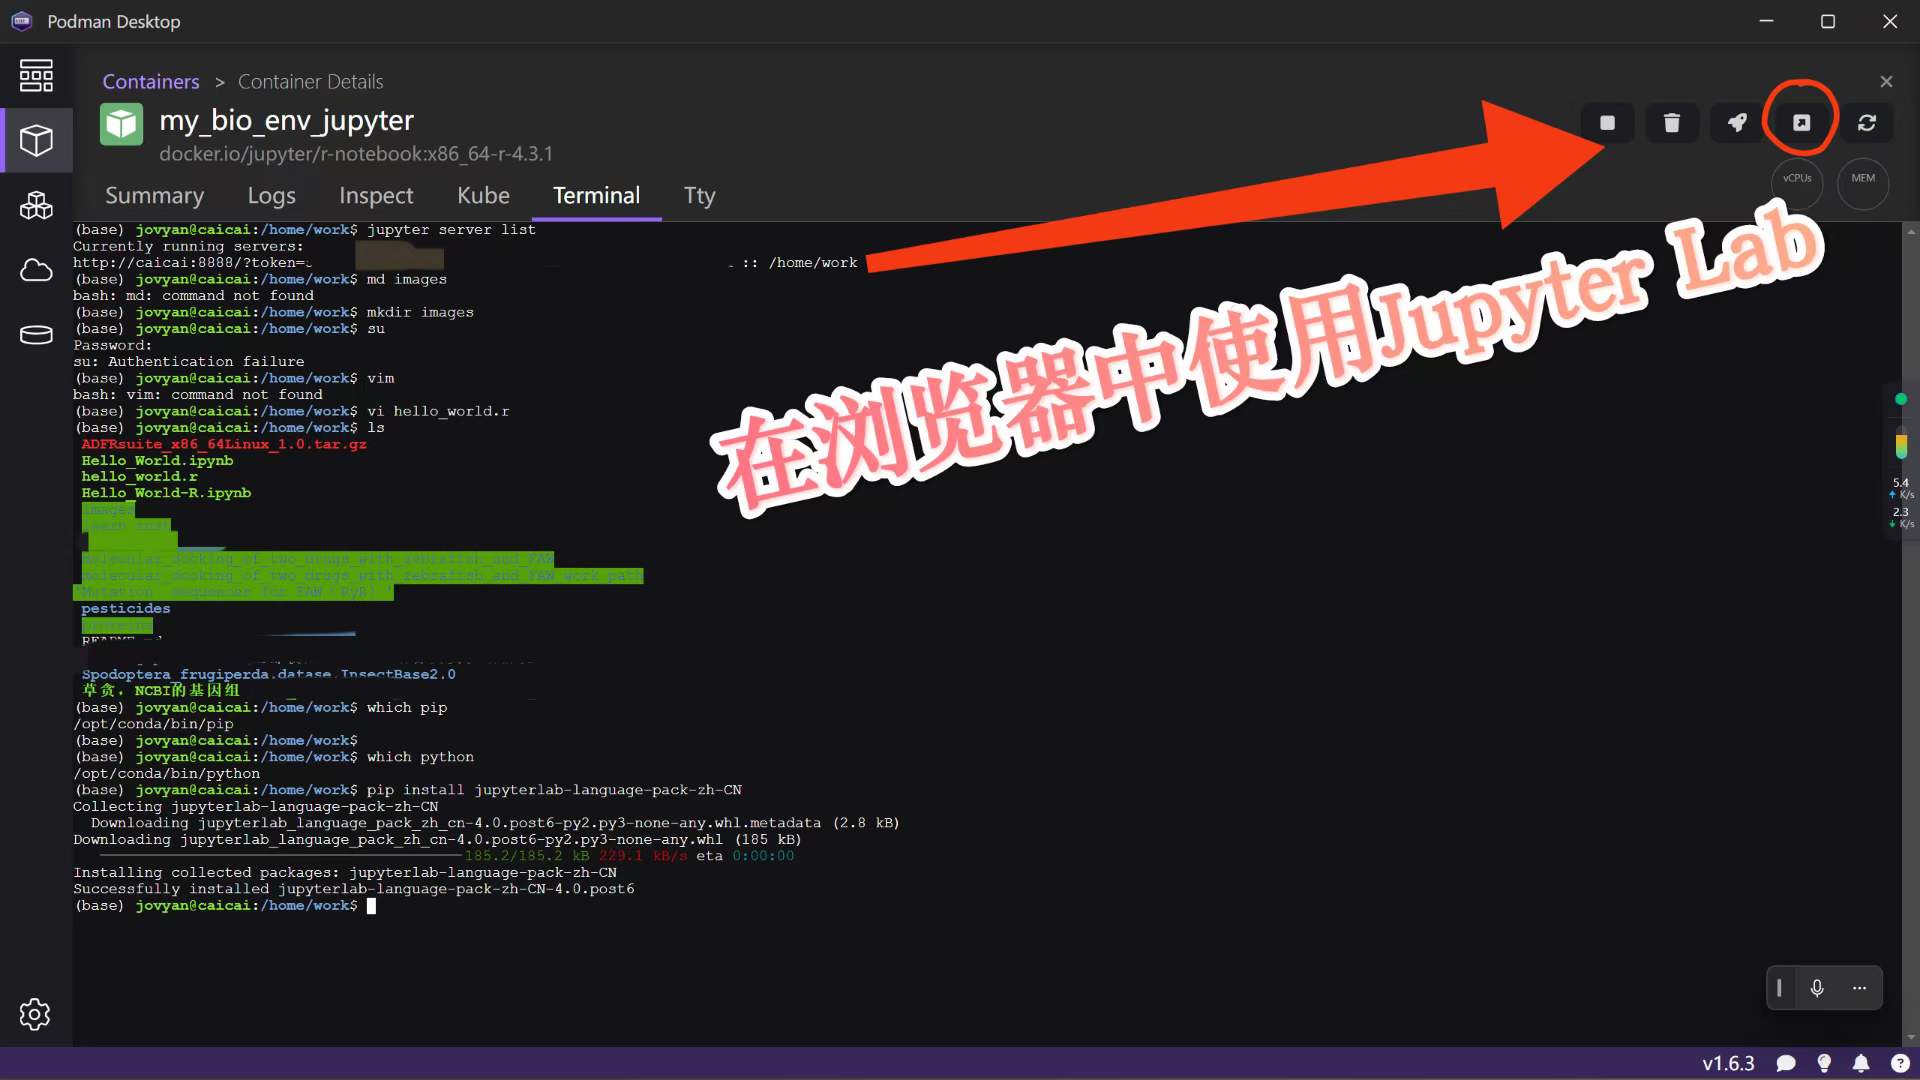 Podman Desktop
Containers > Container Details
my_bio_env_jupyter
docker.io/jupyter/r-notebook:x86_64-r-4.3.1
vCPUs MEM
Summary Logs Inspect Kube Terminal Tty
(base) jovyan@caicai:/home/work$ jupyter server list
Currently running servers:
http://caicai:8888/?token= :: /home/work
(base) jovyan@caicai:/home/work$ md images
bash: md: command not found
(base) jovyan@caicai:/home/work$ mkdir images
(base) jovyan@caicai:/home/work$ su
Password:
su: Authentication failure
(base) jovyan@caicai:/home/work$ vim
bash: vim: command not found
(base) jovyan@caicai:/home/work$ vi hello_world.r
(base) jovyan@caicai:/home/work$ ls
ADFRsuite_x86_64Linux_1.0.tar.gz
Hello_World.ipynb
hello_world.r
Hello_World-R.ipynb
images
molecular_docking_of_two_drugs_with_zebrafish_and_FAW
molecular_docking_of_two_drugs_with_zebrafish_and_FAW_work_path
pesticides
Spodoptera_frugiperda.datase.InsectBase2.0
草贪，NCBI的基因组
(base) jovyan@caicai:/home/work$ which pip
/opt/conda/bin/pip
(base) jovyan@caicai:/home/work$
(base) jovyan@caicai:/home/work$ which python
/opt/conda/bin/python
(base) jovyan@caicai:/home/work$ pip install jupyterlab-language-pack-zh-CN
Collecting jupyterlab-language-pack-zh-CN
Downloading jupyterlab_language_pack_zh_cn-4.0.post6-py2.py3-none-any.whl.metadata (2.8 kB)
Downloading jupyterlab_language_pack_zh_cn-4.0.post6-py2.py3-none-any.whl (185 kB)
185.2/185.2 kB 229.1 kB/s eta 0:00:00
Installing collected packages: jupyterlab-language-pack-zh-CN
Successfully installed jupyterlab-language-pack-zh-CN-4.0.post6
(base) jovyan@caicai:/home/work$
在浏览器中使用Jupyter Lab
5.4
K/s
2.3
K/s
v1.6.3